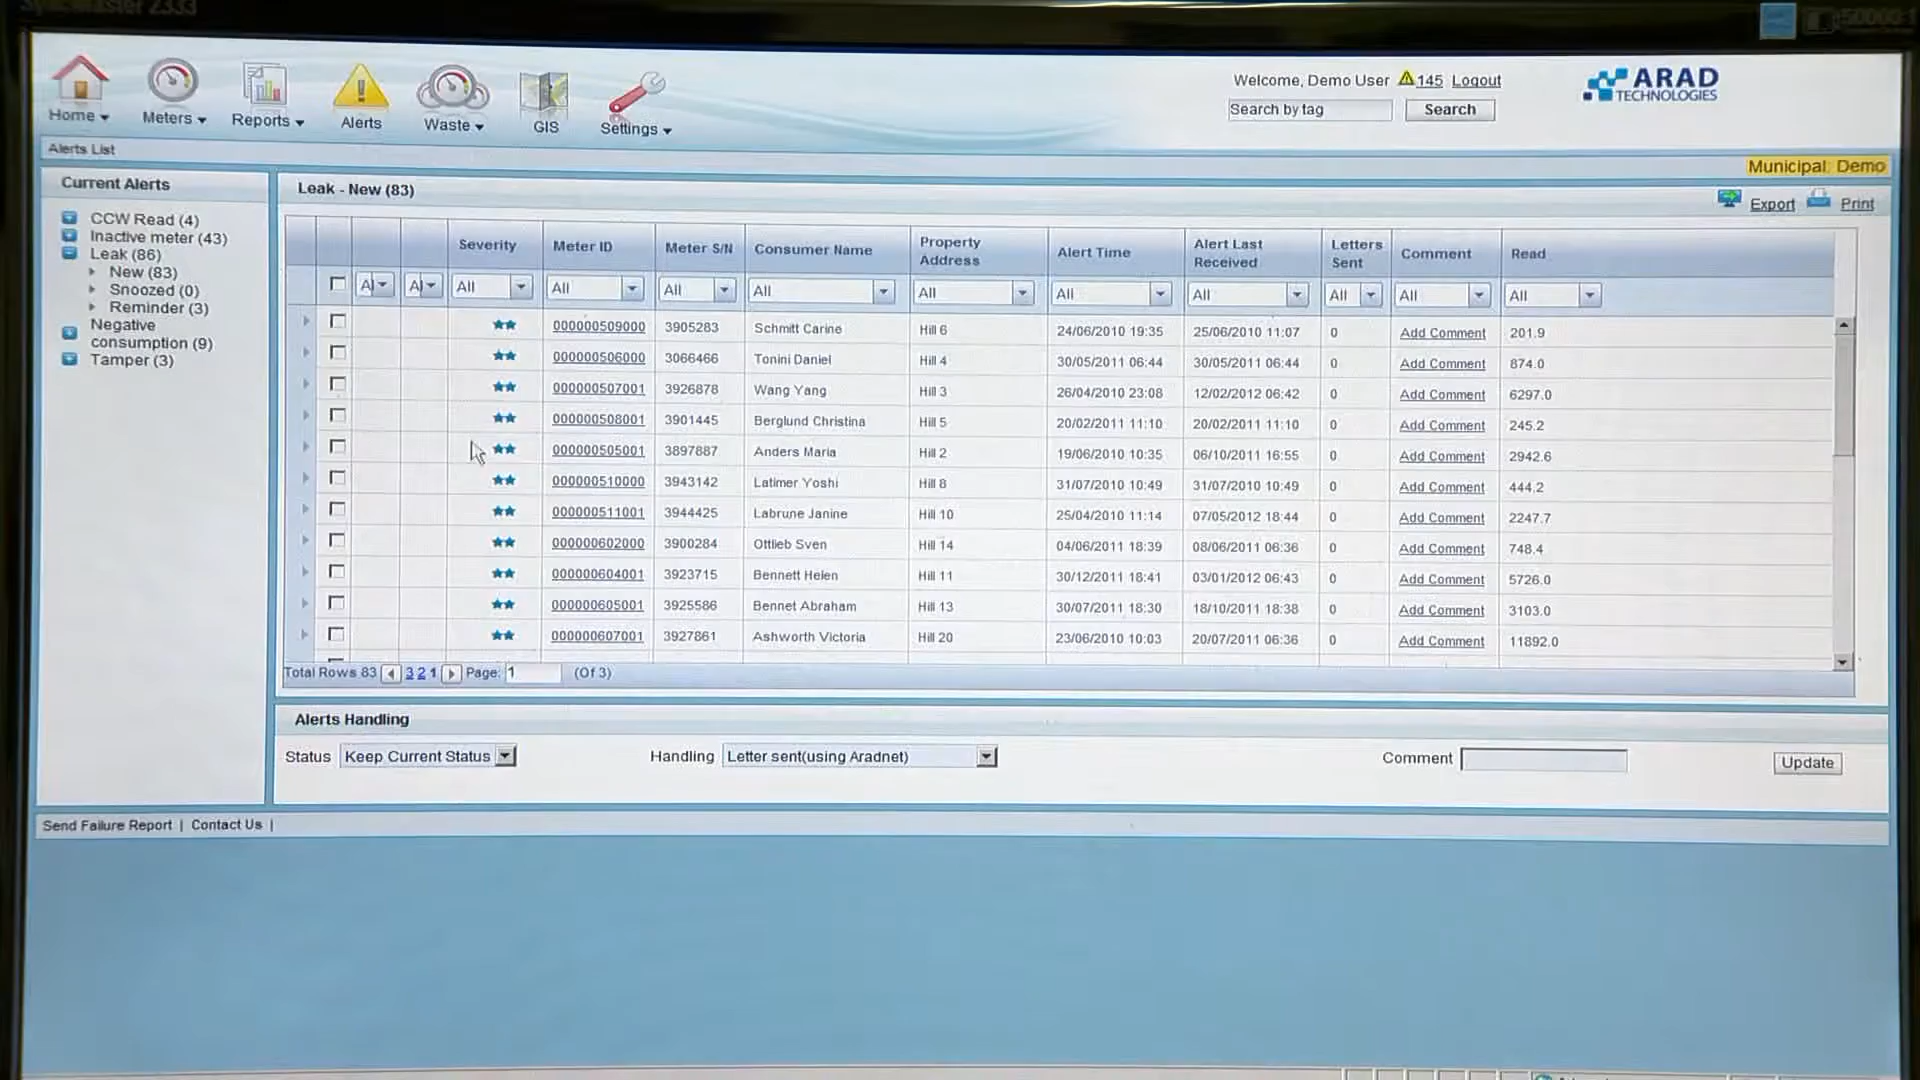 SyncMaster 2333
50000:1
Home Meters Reports Alerts Waste GIS Settings
Welcome, Demo User 145 Logout
Search by tag Search
ARAD
TECHNOLOGIES
Alerts List
Municipal: Demo
Current Alerts
CCW Read (4)
Inactive meter (43)
Leak (86)
New (83)
Snoozed (0)
Reminder (3)
Negative
consumption (9)
Tamper (3)
Leak - New (83)
Export Print
Severity Meter ID Meter S/N Consumer Name Property Address Alert Time Alert Last Received Letters Sent Comment Read
Al Al All All All All All All All All All All
000000509000 3905283 Schmitt Carine Hill 6 24/06/2010 19:35 25/06/2010 11:07 0 Add Comment 201.9
000000506000 3066466 Tonini Daniel Hill 4 30/05/2011 06:44 30/05/2011 06:44 0 Add Comment 874.0
000000507001 3926878 Wang Yang Hill 3 26/04/2010 23:08 12/02/2012 06:42 0 Add Comment 6297.0
000000508001 3901445 Berglund Christina Hill 5 20/02/2011 11:10 20/02/2011 11:10 0 Add Comment 245.2
000000505001 3897887 Anders Maria Hill 2 19/06/2010 10:35 06/10/2011 16:55 0 Add Comment 2942.6
000000510000 3943142 Latimer Yoshi Hill 8 31/07/2010 10:49 31/07/2010 10:49 0 Add Comment 444.2
000000511001 3944425 Labrune Janine Hill 10 25/04/2010 11:14 07/05/2012 18:44 0 Add Comment 2247.7
000000602000 3900284 Ottlieb Sven Hill 14 04/06/2011 18:39 08/06/2011 06:36 0 Add Comment 748.4
000000604001 3923715 Bennett Helen Hill 11 30/12/2011 18:41 03/01/2012 06:43 0 Add Comment 5726.0
000000605001 3925586 Bennet Abraham Hill 13 30/07/2011 18:30 18/10/2011 18:38 0 Add Comment 3103.0
000000607001 3927861 Ashworth Victoria Hill 20 23/06/2010 10:03 20/07/2011 06:36 0 Add Comment 11892.0
Total Rows 83 3 2 1 Page: 1 (Of 3)
Alerts Handling
Status Keep Current Status Handling Letter sent(using Aradnet) Comment Update
Send Failure Report | Contact Us |